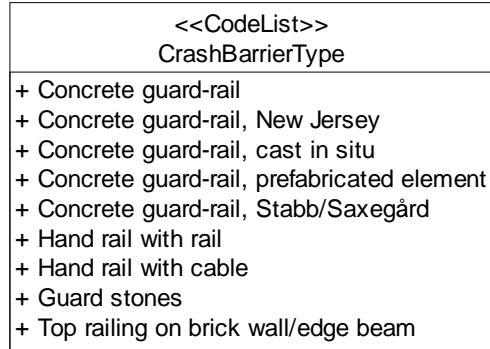 <<CodeList>>
CrashBarrierType
+ Concrete guard-rail
+ Concrete guard-rail, New Jersey
+ Concrete guard-rail, cast in situ
+ Concrete guard-rail, prefabricated element
+ Concrete guard-rail, Stabb/Saxegård
+ Hand rail with rail
+ Hand rail with cable
+ Guard stones
+ Top railing on brick wall/edge beam